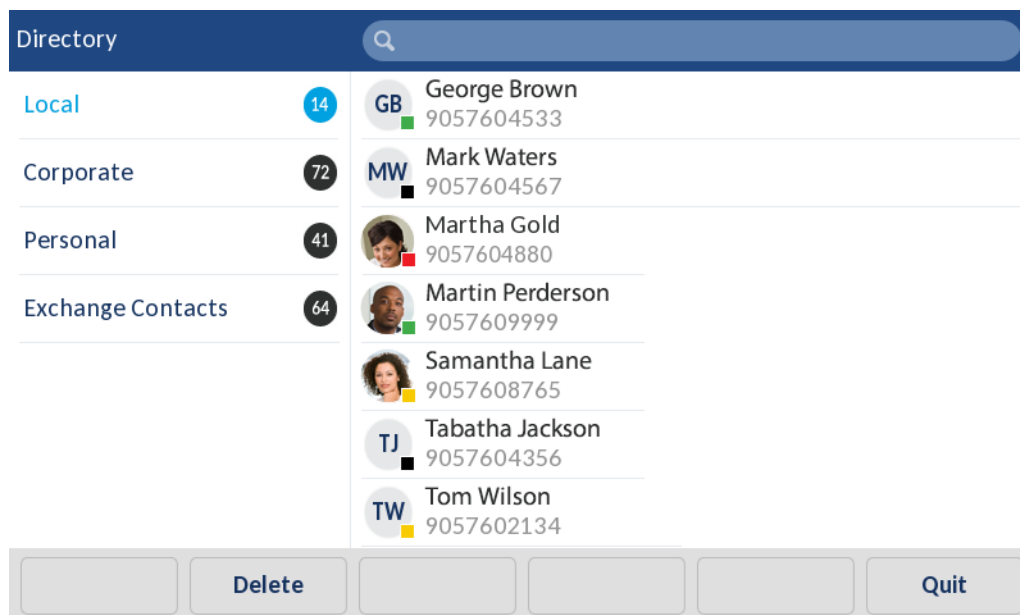 Directory
Local 14
Corporate 72
Personal 41
Exchange Contacts 64
GB George Brown
9057604533
MW Mark Waters
9057604567
Martha Gold
9057604880
Martin Perderson
9057609999
Samantha Lane
9057608765
TJ Tabatha Jackson
9057604356
TW Tom Wilson
9057602134
Delete Quit